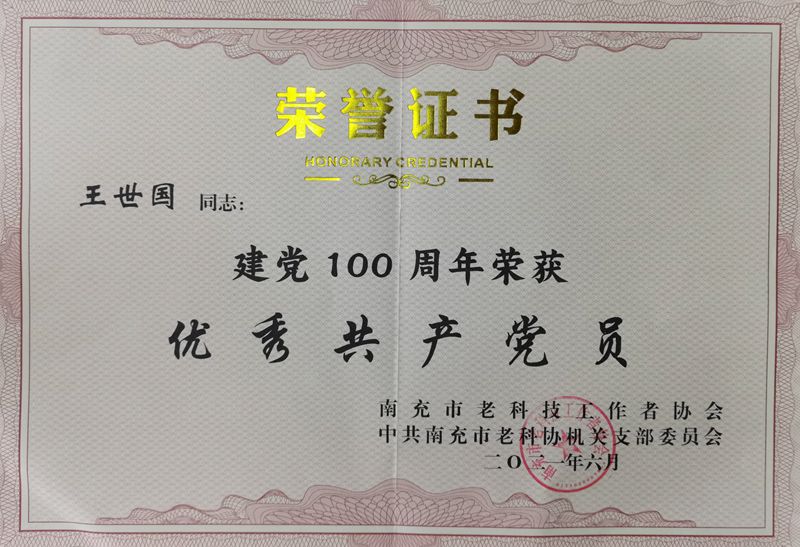 荣誉证书
HONORARY CREDENTIAL
王世国 同志：
建党100周年荣获
优秀共产党员
南充市老科技工作者协会
中共南充市老科协机关支部委员会
二〇二一年六月